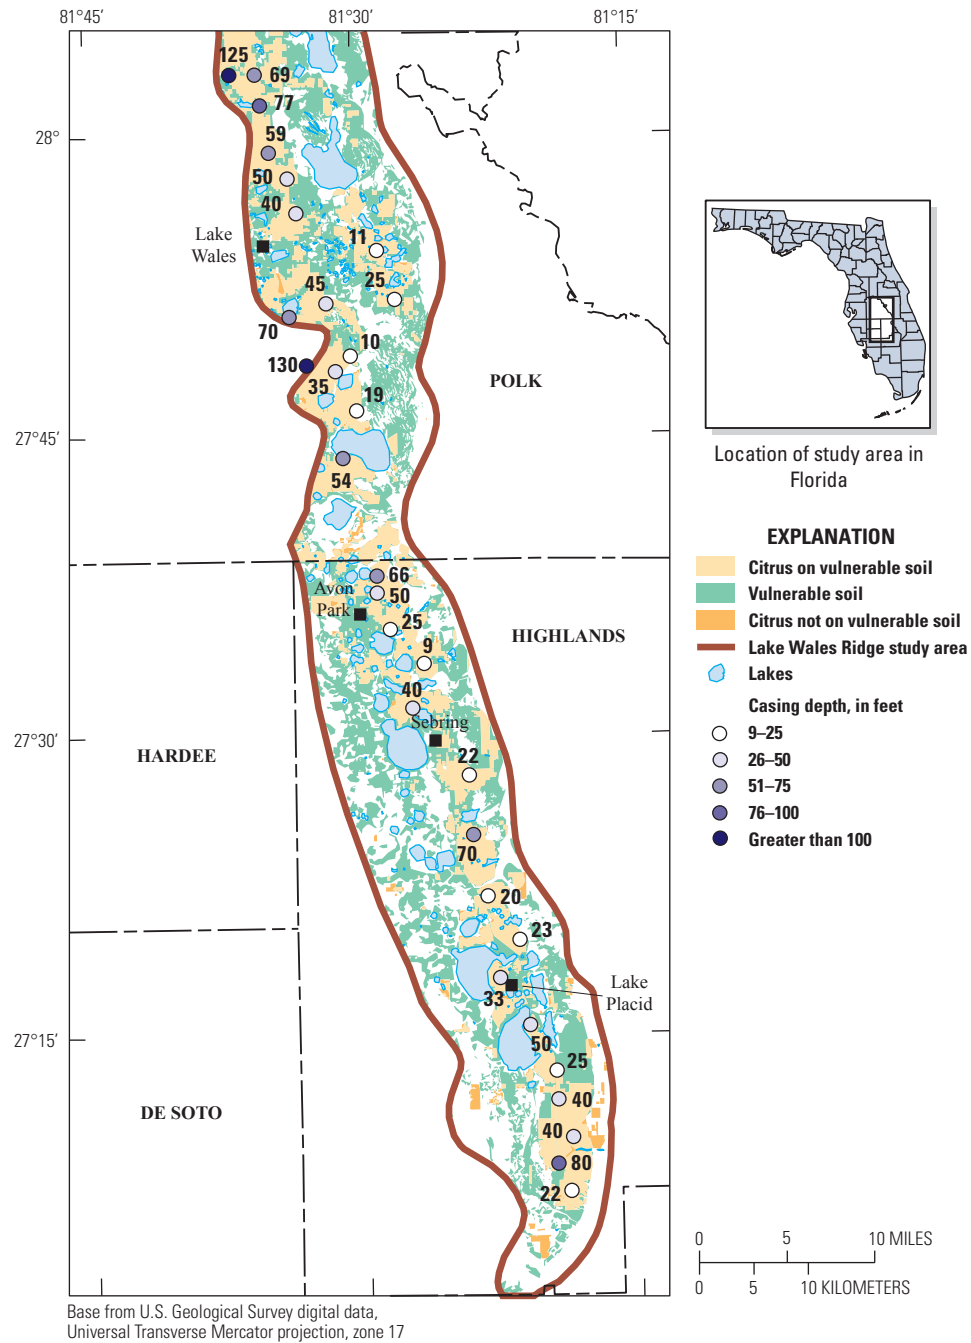 81°45′
81°30′
81°15′
125
69
77
28°
59
50
40
Lake
Wales
11
25
45
70
10
130
35
POLK
19
27°45′
54
Location of study area in
Florida
EXPLANATION
Citrus on vulnerable soil
Vulnerable soil
Citrus not on vulnerable soil
Lake Wales Ridge study area
Lakes
Casing depth, in feet
9–25
26–50
51–75
76–100
Greater than 100
66
Avon
Park
50
25
HIGHLANDS
9
40
Sebring
27°30′
HARDEE
22
70
20
23
Lake
Placid
33
50
27°15′
25
40
DE SOTO
40
80
22
0 5 10 MILES
0 5 10 KILOMETERS
Base from U.S. Geological Survey digital data,
Universal Transverse Mercator projection, zone 17